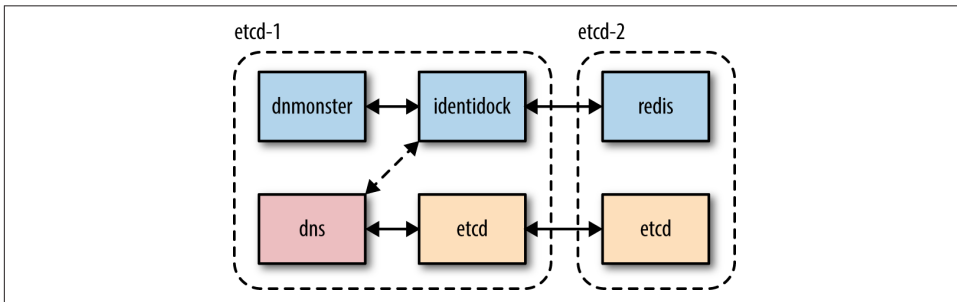 etcd-1
etcd-2
dnmonster
identidock
redis
dns
etcd
etcd